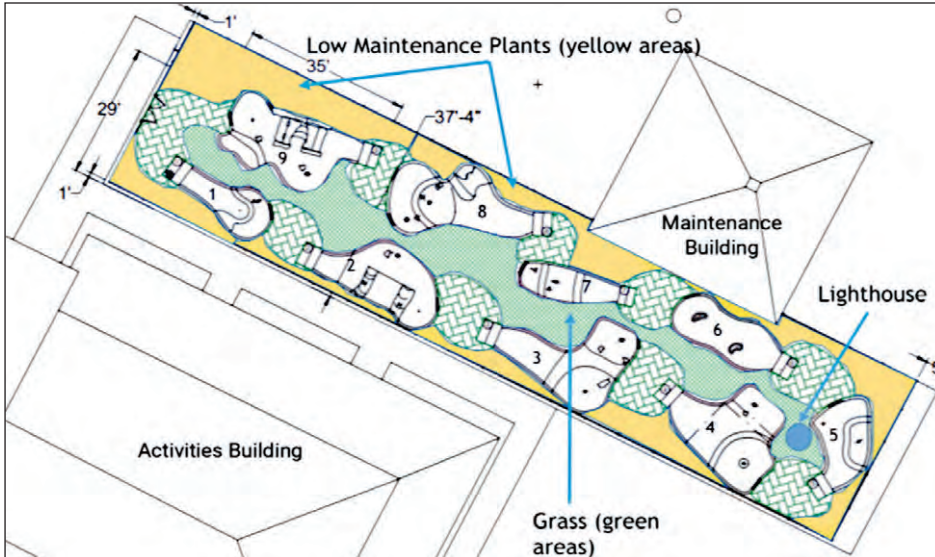 1'
Low Maintenance Plants (yellow areas)
35'
29'
37'-4"
9
1'
1
8
Maintenance
Building
2
7
Lighthouse
6
3
4
5
Activities Building
Grass (green
areas)